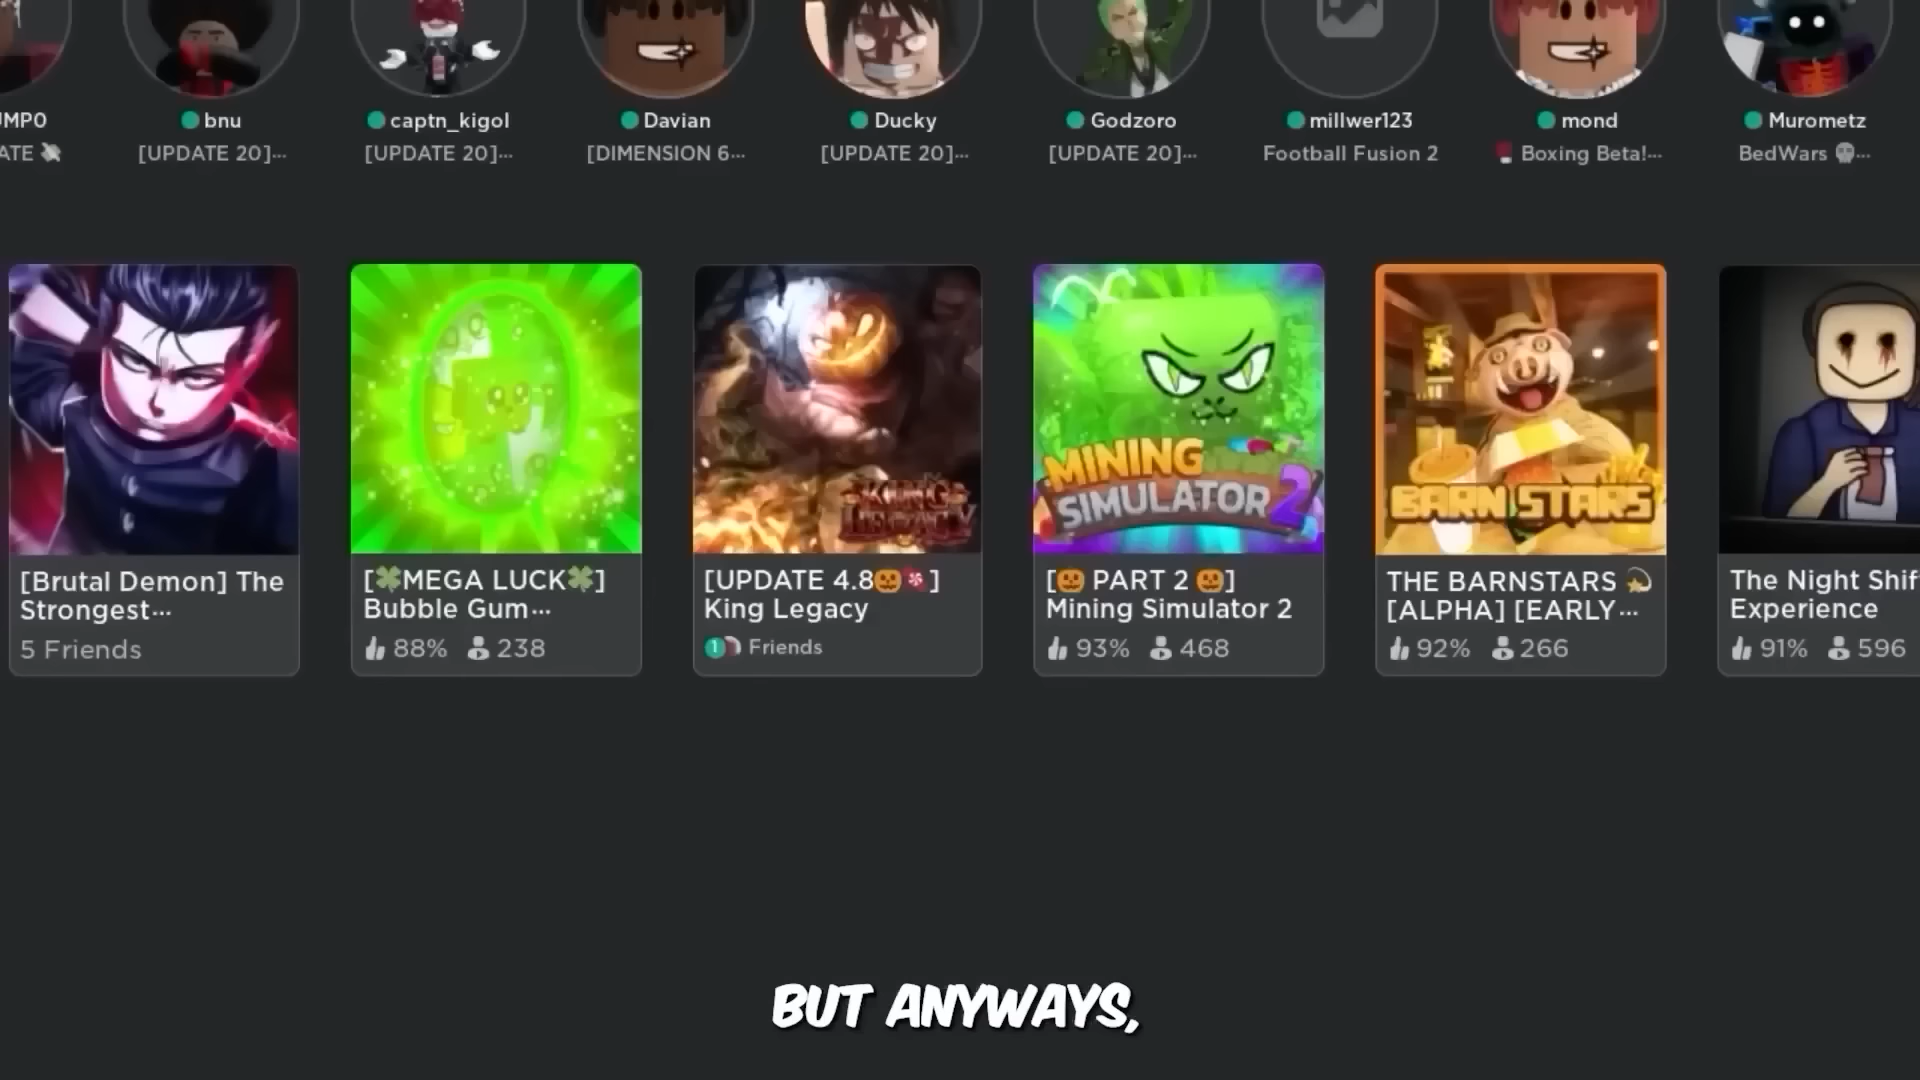 MP0
bnu
captn_kigol
Davian
Ducky
Godzoro
millwer123
mond
Murometz
ATE
[UPDATE 20]...
[UPDATE 20]...
[DIMENSION 6...
[UPDATE 20]...
[UPDATE 20]...
Football Fusion 2
Boxing Beta!...
BedWars 💀...
KING LEGACY
MINING
SIMULATOR 2
BARN STARS
[Brutal Demon] The
Strongest...
5 Friends
[🍀MEGA LUCK🍀]
Bubble Gum...
88% 238
[UPDATE 4.8🎃🍬]
King Legacy
1 Friends
[🎃 PART 2 🎃]
Mining Simulator 2
93% 468
THE BARNSTARS 💫
[ALPHA] [EARLY...
92% 266
The Night Shif
Experience
91% 596
BUT ANYWAYS,